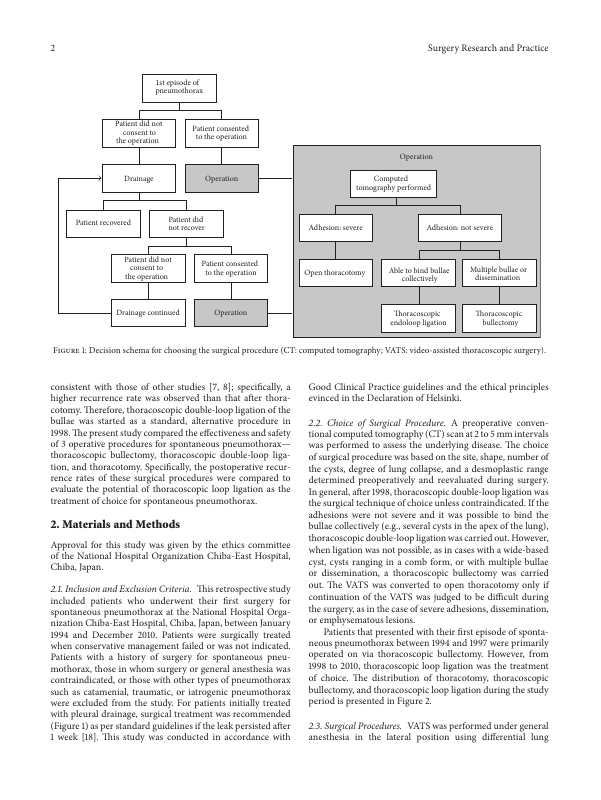 2
Surgery Research and Practice
1st episode of
pneumothorax
Patient did not
consent to
the operation
Patient consented
to the operation
Drainage
Operation
Patient recovered
Patient did
not recover
Patient did not
consent to
the operation
Patient consented
to the operation
Drainage continued
Operation
Operation
Computed
tomography performed
Adhesion: severe
Adhesion: not severe
Open thoracotomy
Able to bind bullae
collectively
Multiple bullae or
dissemination
Thoracoscopic
endoloop ligation
Thoracoscopic
bullectomy
Figure 1: Decision schema for choosing the surgical procedure (CT: computed tomography; VATS: video-assisted thoracoscopic surgery).
consistent with those of other studies [7, 8]; specifically, a
higher recurrence rate was observed than that after thora-
cotomy. Therefore, thoracoscopic double-loop ligation of the
bullae was started as a standard, alternative procedure in
1998. The present study compared the effectiveness and safety
of 3 operative procedures for spontaneous pneumothorax—
thoracoscopic bullectomy, thoracoscopic double-loop liga-
tion, and thoracotomy. Specifically, the postoperative recur-
rence rates of these surgical procedures were compared to
evaluate the potential of thoracoscopic loop ligation as the
treatment of choice for spontaneous pneumothorax.
2. Materials and Methods
Approval for this study was given by the ethics committee
of the National Hospital Organization Chiba-East Hospital,
Chiba, Japan.
2.1. Inclusion and Exclusion Criteria. This retrospective study
included patients who underwent their first surgery for
spontaneous pneumothorax at the National Hospital Orga-
nization Chiba-East Hospital, Chiba, Japan, between January
1994 and December 2010. Patients were surgically treated
when conservative management failed or was not indicated.
Patients with a history of surgery for spontaneous pneu-
mothorax, those in whom surgery or general anesthesia was
contraindicated, or those with other types of pneumothorax
such as catamenial, traumatic, or iatrogenic pneumothorax
were excluded from the study. For patients initially treated
with pleural drainage, surgical treatment was recommended
(Figure 1) as per standard guidelines if the leak persisted after
1 week [18]. This study was conducted in accordance with
Good Clinical Practice guidelines and the ethical principles
evinced in the Declaration of Helsinki.
2.2. Choice of Surgical Procedure. A preoperative conven-
tional computed tomography (CT) scan at 2 to 5 mm intervals
was performed to assess the underlying disease. The choice
of surgical procedure was based on the site, shape, number of
the cysts, degree of lung collapse, and a desmoplastic range
determined preoperatively and reevaluated during surgery.
In general, after 1998, thoracoscopic double-loop ligation was
the surgical technique of choice unless contraindicated. If the
adhesions were not severe and it was possible to bind the
bullae collectively (e.g., several cysts in the apex of the lung),
thoracoscopic double-loop ligation was carried out. However,
when ligation was not possible, as in cases with a wide-based
cyst, cysts ranging in a comb form, or with multiple bullae
or dissemination, a thoracoscopic bullectomy was carried
out. The VATS was converted to open thoracotomy only if
continuation of the VATS was judged to be difficult during
the surgery, as in the case of severe adhesions, dissemination,
or emphysematous lesions.
Patients that presented with their first episode of sponta-
neous pneumothorax between 1994 and 1997 were primarily
operated on via thoracoscopic bullectomy. However, from
1998 to 2010, thoracoscopic loop ligation was the treatment
of choice. The distribution of thoracotomy, thoracoscopic
bullectomy, and thoracoscopic loop ligation during the study
period is presented in Figure 2.
2.3. Surgical Procedures. VATS was performed under general
anesthesia in the lateral position using differential lung